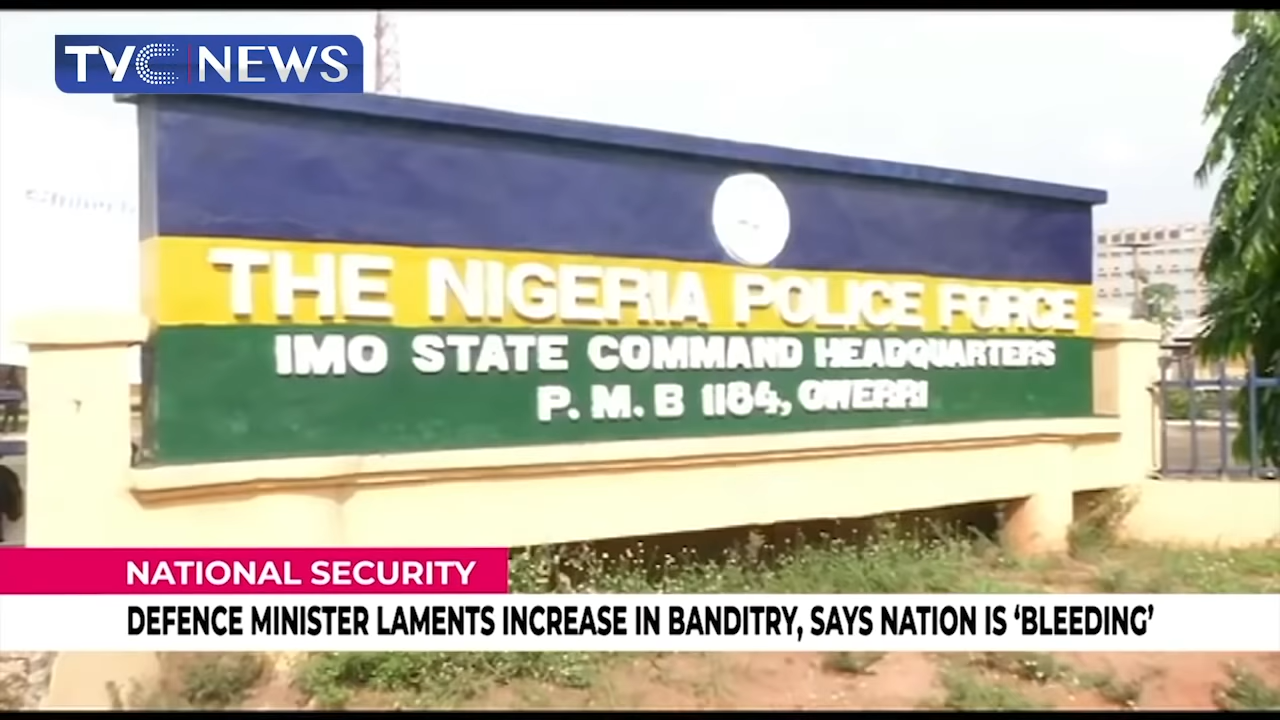 TVC NEWS
THE NIGERIA POLICE FORCE
IMO STATE COMMAND HEADQUARTERS
P. M. B 1184, OWERRI
NATIONAL SECURITY
DEFENCE MINISTER LAMENTS INCREASE IN BANDITRY, SAYS NATION IS ‘BLEEDING’